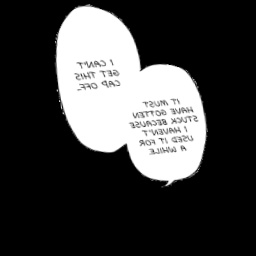 I CAN'T
GET THIS
CAP OFF.
IT MUST
HAVE GOTTEN
STUCK BECAUSE
I HAVEN'T
USED IT FOR
A WHILE.